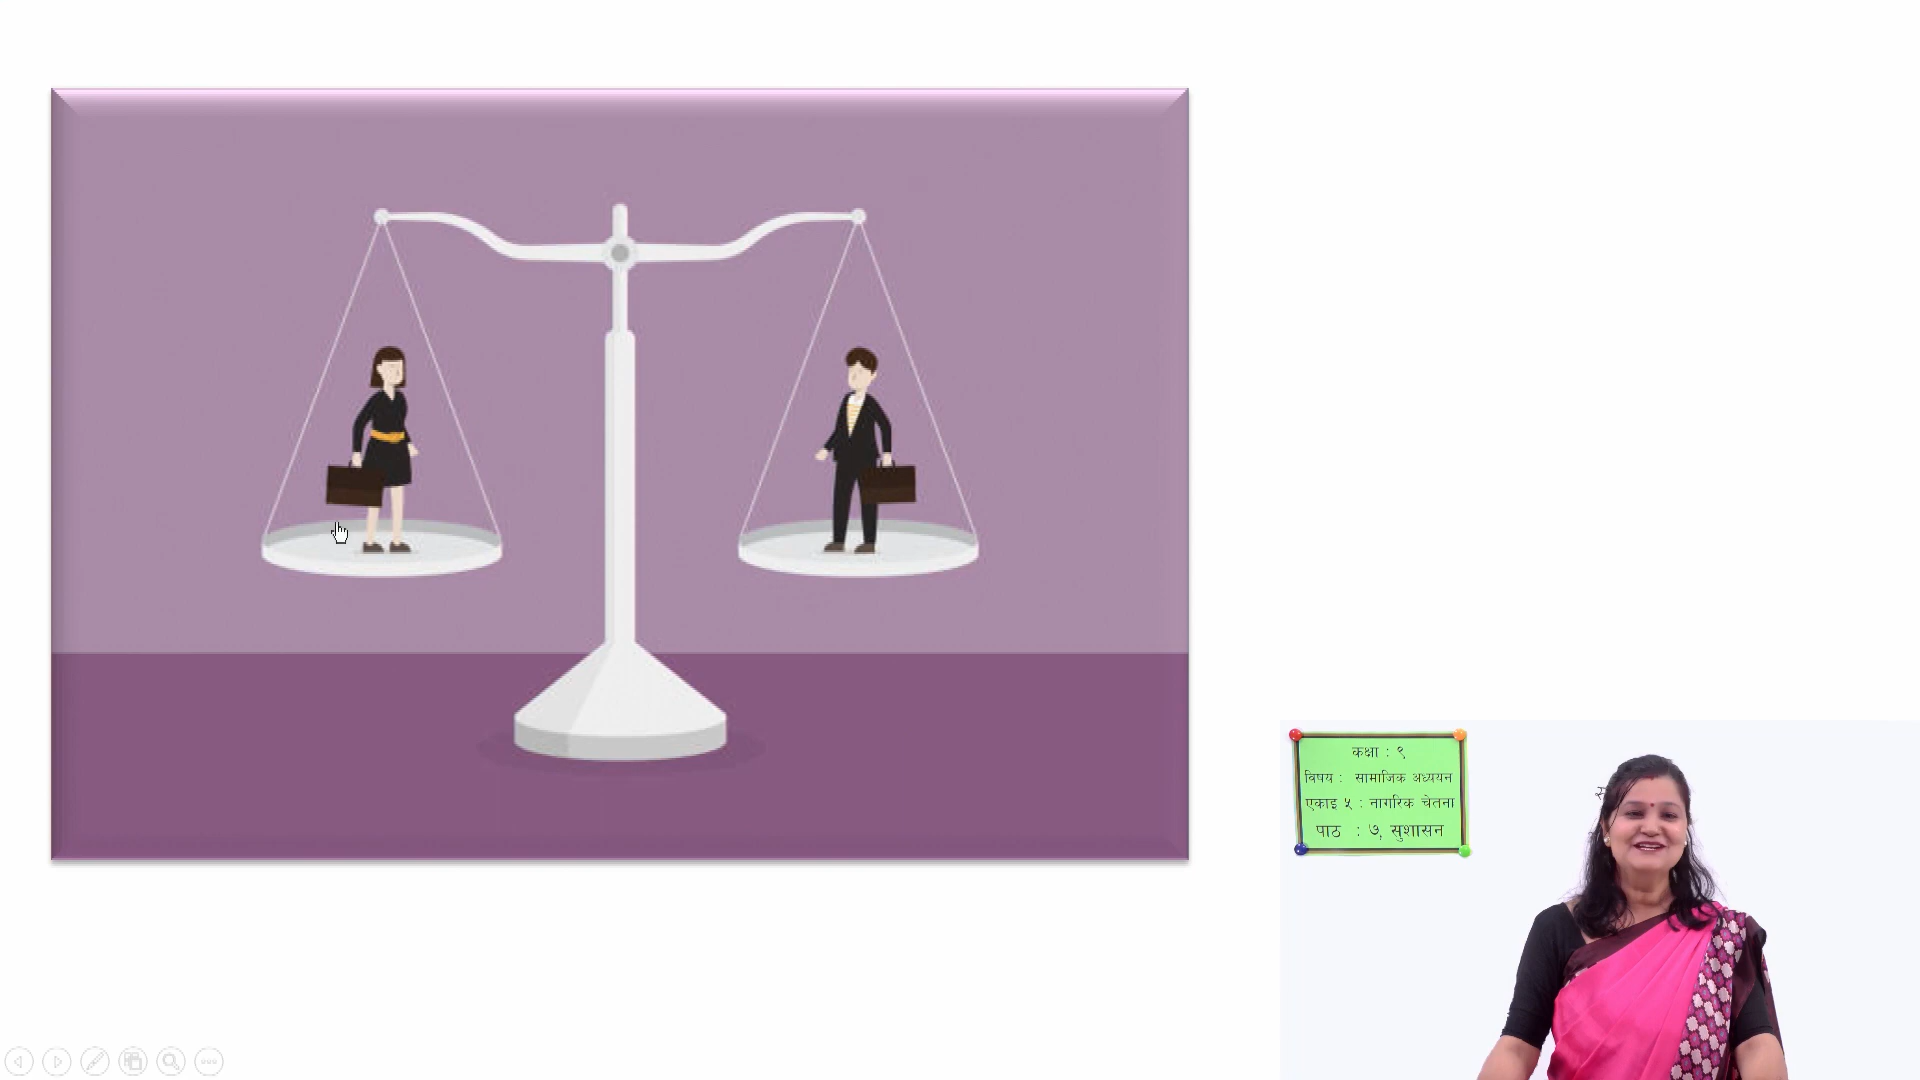 कक्षा : ९
विषय : सामाजिक अध्ययन
एकाइ ५ : नागरिक चेतना
पाठ : ७, सुशासन